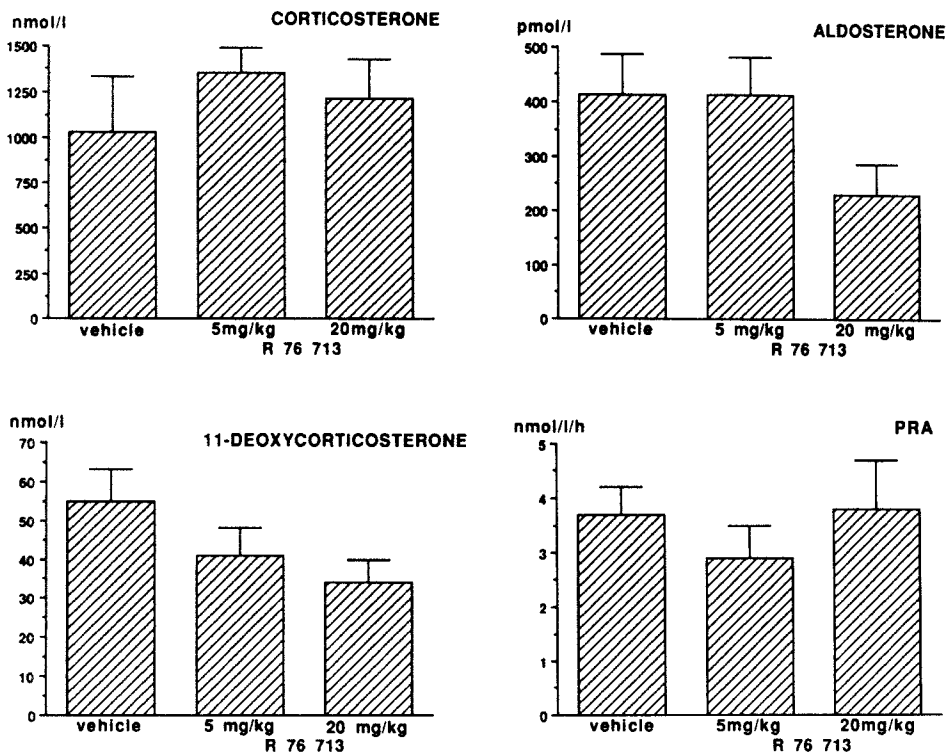 nmol/l
CORTICOSTERONE
1500
1250
1000
750
500
250
0
vehicle 5mg/kg 20mg/kg
R 76 713
pmol/l
ALDOSTERONE
500
400
300
200
100
0
vehicle 5 mg/kg 20 mg/kg
R 76 713
nmol/l
11-DEOXYCORTICOSTERONE
70
60
50
40
30
20
10
0
vehicle 5 mg/kg 20 mg/kg
R 76 713
nmol/l/h
PRA
5
4
3
2
1
0
vehicle 5mg/kg 20mg/kg
R 76 713